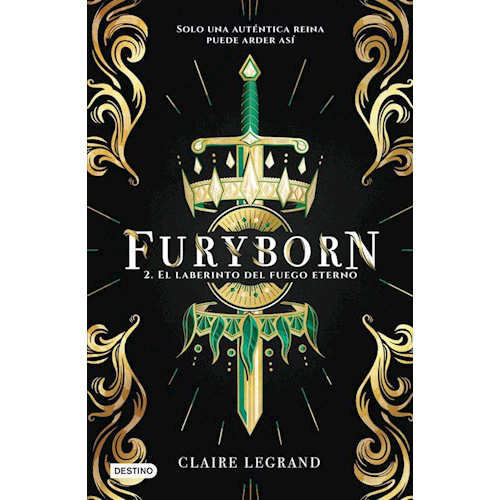 SOLO UNA AUTÉNTICA REINA
PUEDE ARDER ASÍ
FURYBORN
2. EL LABERINTO DEL FUEGO ETERNO
CLAIRE LEGRAND
DESTINO